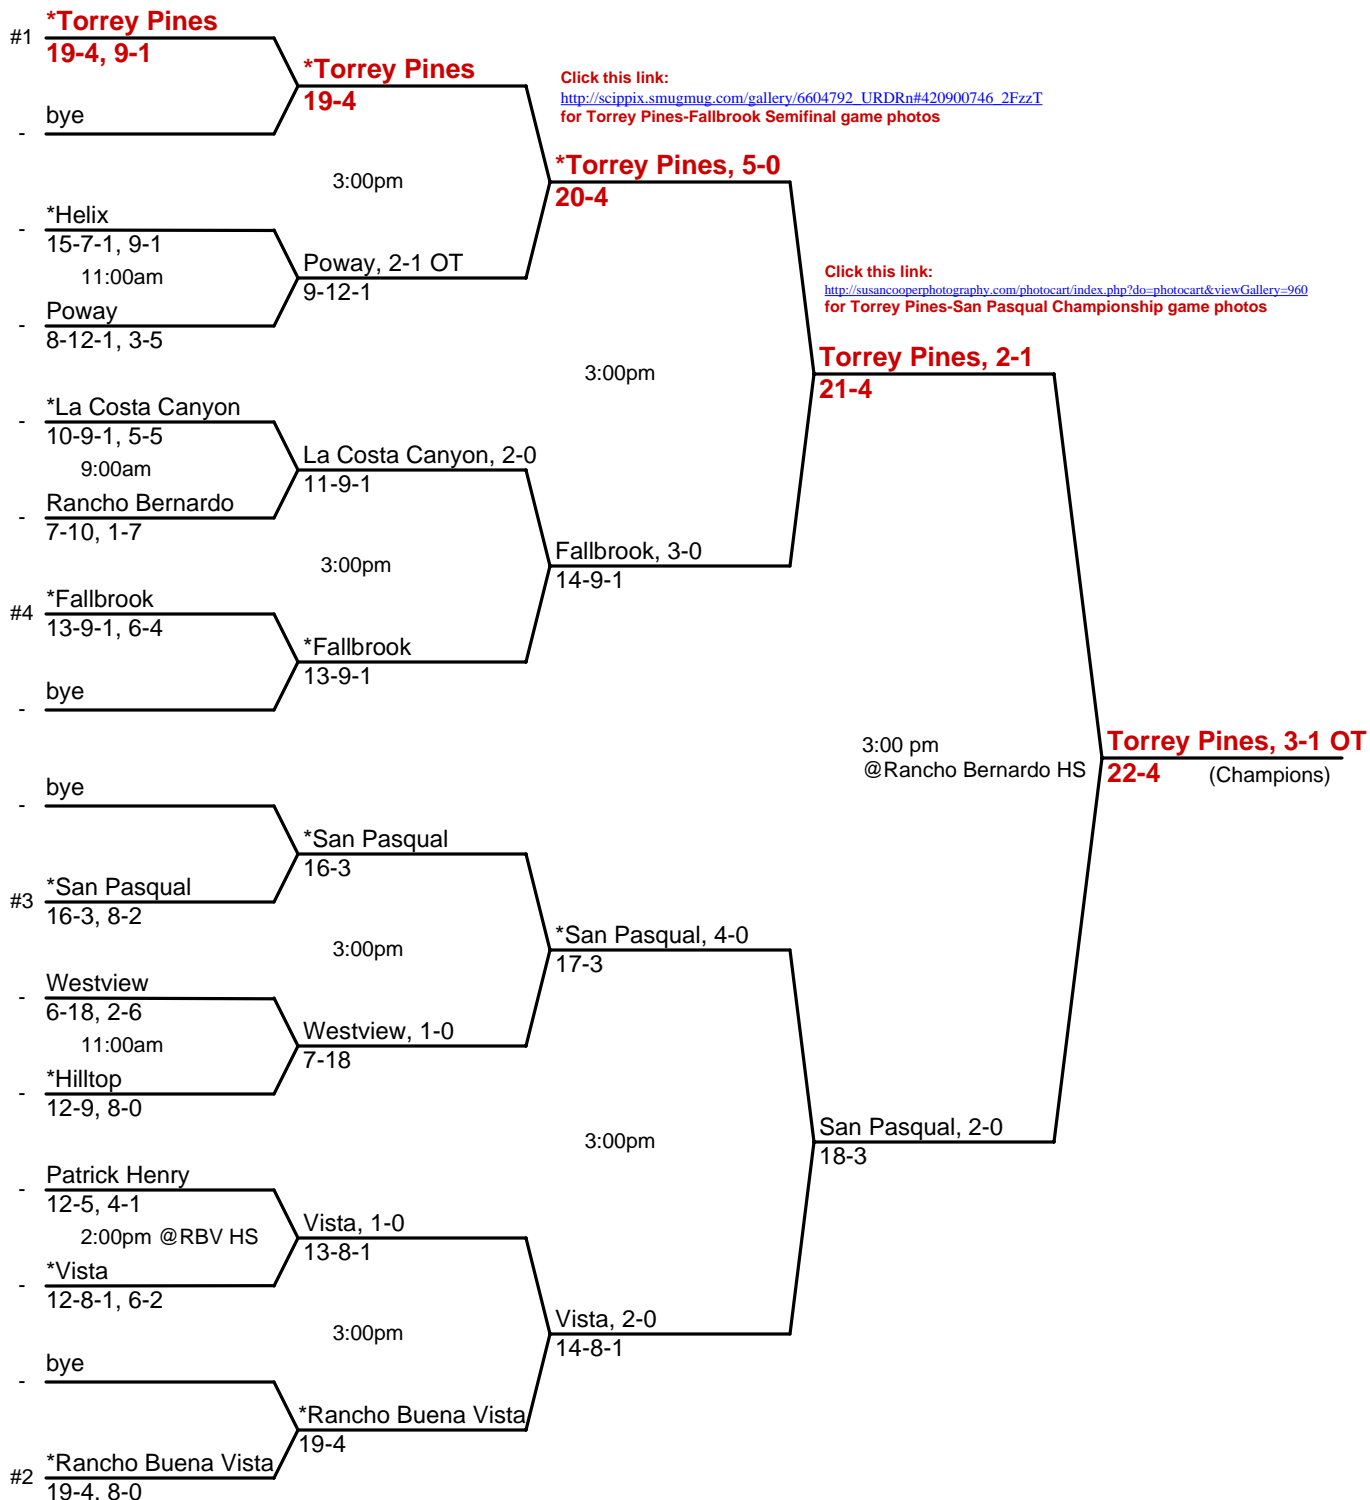 *Torrey Pines
#1
19-4, 9-1
bye
-
*Torrey Pines
19-4
3:00pm
Click this link:
http://scippix.smugmug.com/gallery/6604792_URDRn#420900746_2FzzT
for Torrey Pines-Fallbrook Semifinal game photos
*Torrey Pines, 5-0
20-4
*Helix
-
15-7-1, 9-1
11:00am
Poway
-
8-12-1, 3-5
Poway, 2-1 OT
9-12-1
Click this link:
http://susancooperphotography.com/photocart/index.php?do=photocart&viewGallery=960
for Torrey Pines-San Pasqual Championship game photos
3:00pm
Torrey Pines, 2-1
21-4
*La Costa Canyon
-
10-9-1, 5-5
9:00am
Rancho Bernardo
-
7-10, 1-7
La Costa Canyon, 2-0
11-9-1
3:00pm
Fallbrook, 3-0
14-9-1
*Fallbrook
#4
13-9-1, 6-4
bye
-
*Fallbrook
13-9-1
3:00 pm
@Rancho Bernardo HS
Torrey Pines, 3-1 OT
22-4 (Champions)
bye
-
*San Pasqual
#3
16-3, 8-2
*San Pasqual
16-3
3:00pm
*San Pasqual, 4-0
17-3
Westview
-
6-18, 2-6
11:00am
*Hilltop
-
12-9, 8-0
Westview, 1-0
7-18
3:00pm
San Pasqual, 2-0
18-3
Patrick Henry
-
12-5, 4-1
2:00pm @RBV HS
*Vista
-
12-8-1, 6-2
Vista, 1-0
13-8-1
3:00pm
Vista, 2-0
14-8-1
bye
-
*Rancho Buena Vista
#2
19-4, 8-0
*Rancho Buena Vista
19-4